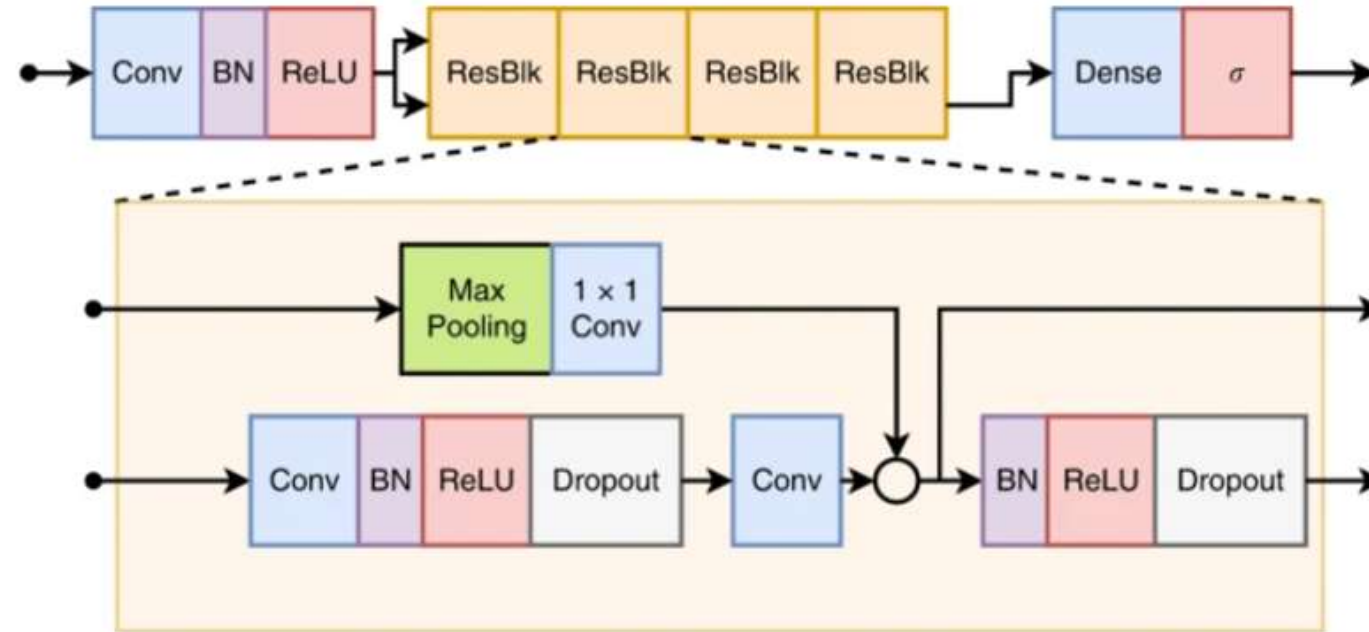 Conv BN ReLU ResBlk ResBlk ResBlk ResBlk Dense σ
Max
Pooling
1 × 1
Conv
Conv BN ReLU Dropout Conv BN ReLU Dropout